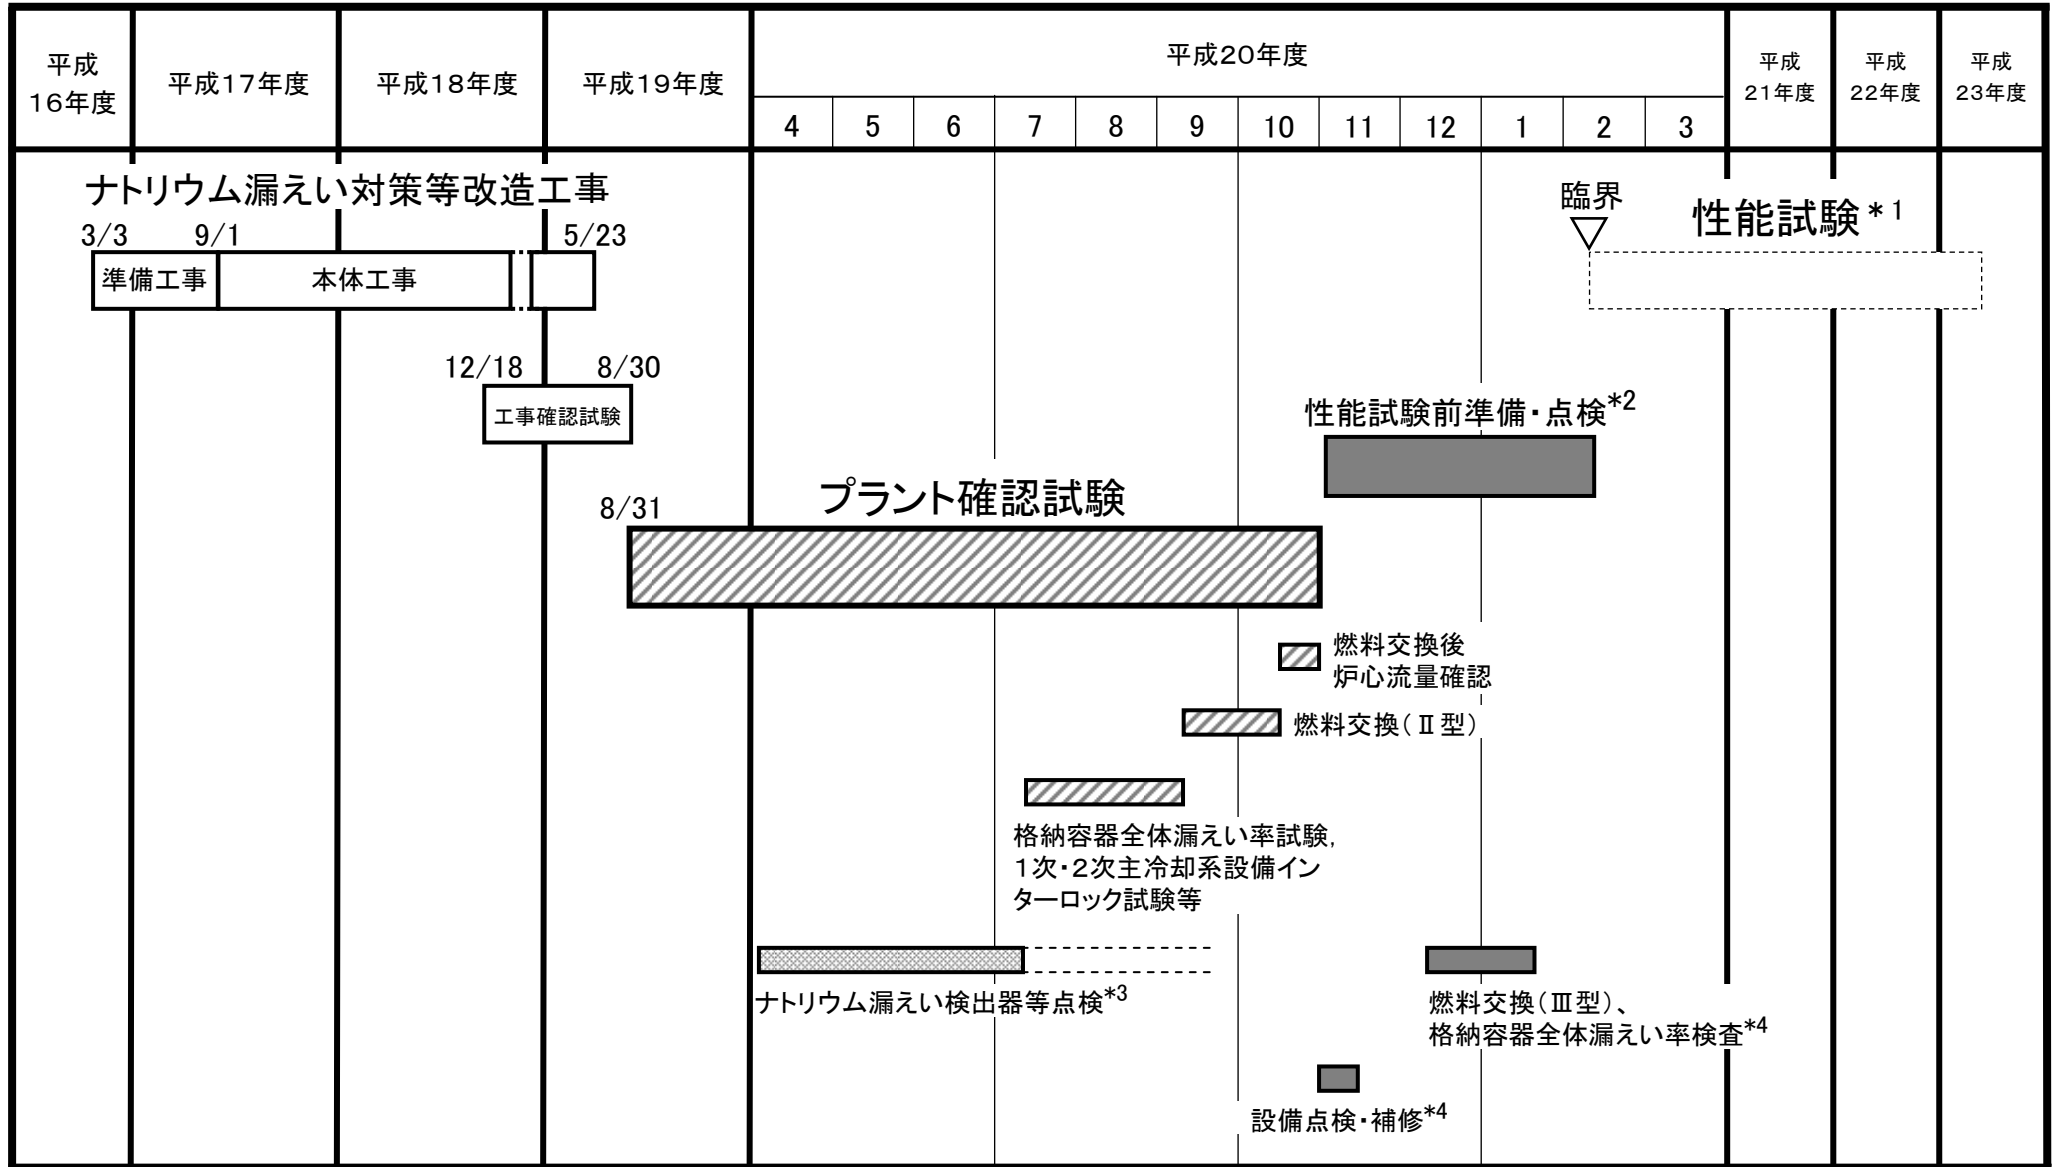 平成
16年度
平成17年度
平成18年度
平成19年度
平成20年度
平成
21年度
平成
22年度
平成
23年度
4 5 6 7 8 9 10 11 12 1 2 3
ナトリウム漏えい対策等改造工事
3/3 9/1 5/23
準備工事 本体工事
臨界
性能試験*1
12/18 8/30
工事確認試験
性能試験前準備・点検*2
プラント確認試験
8/31
燃料交換後
炉心流量確認
燃料交換(Ⅱ型)
格納容器全体漏えい率試験,
1次・2次主冷却系設備イン
ターロック試験等
ナトリウム漏えい検出器等点検*3
燃料交換(Ⅲ型)、
格納容器全体漏えい率検査*4
設備点検・補修*4